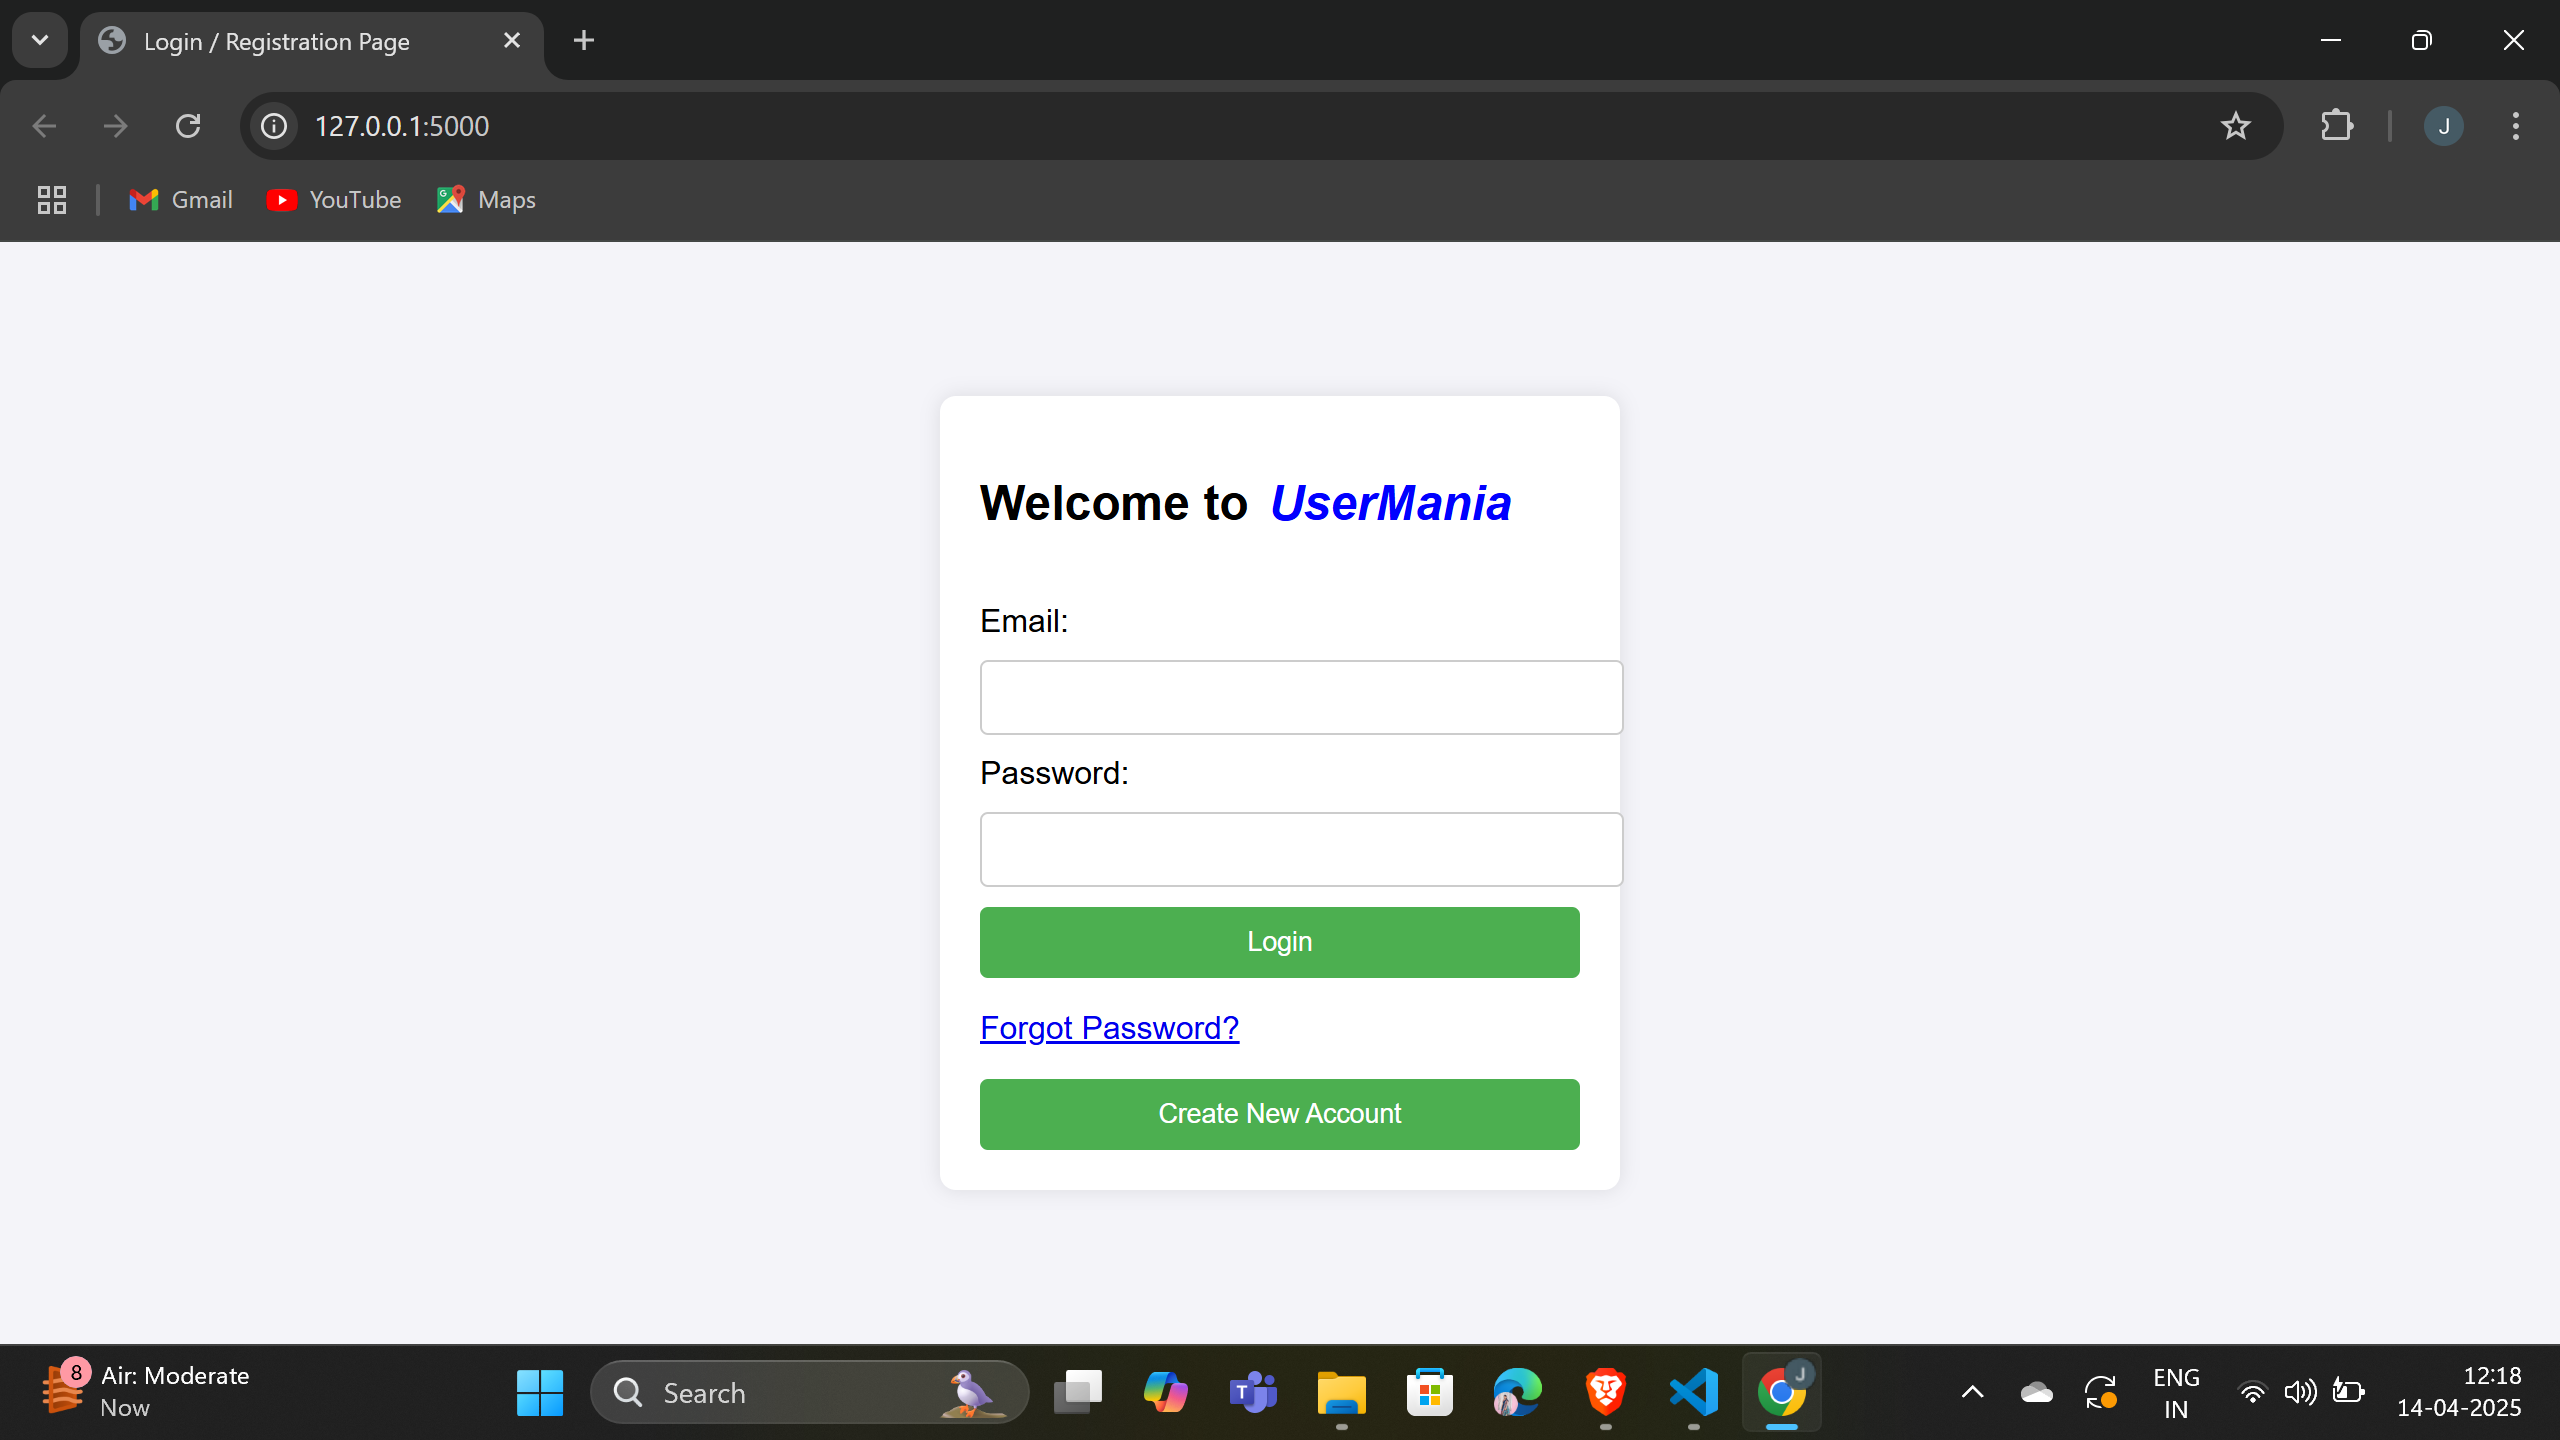 Login / Registration Page
127.0.0.1:5000
J
Gmail
YouTube
Maps
Welcome to UserMania
Email:
Password:
Login
Forgot Password?
Create New Account
8
Air: Moderate
Now
Search
T
J
ENG
IN
12:18
14-04-2025